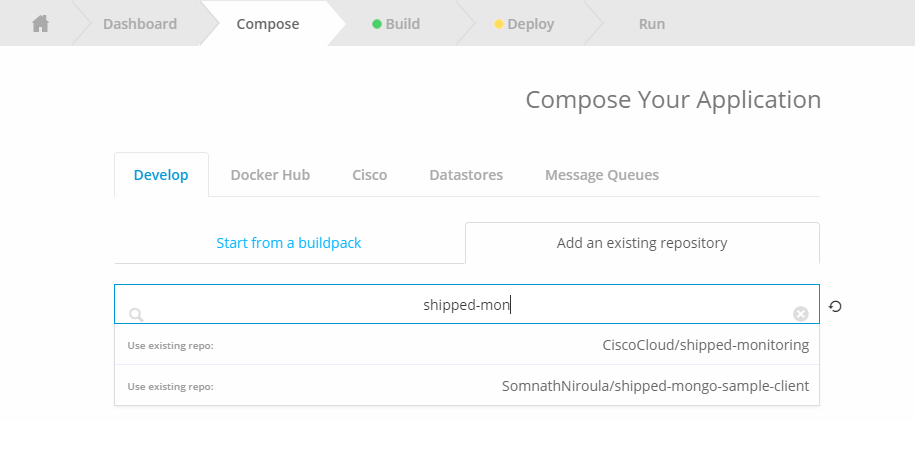 Dashboard Compose Build Deploy Run
Compose Your Application
Develop Docker Hub Cisco Datastores Message Queues
Start from a buildpack Add an existing repository
shipped-mon
Use existing repo: CiscoCloud/shipped-monitoring
Use existing repo: SomnathNiroula/shipped-mongo-sample-client